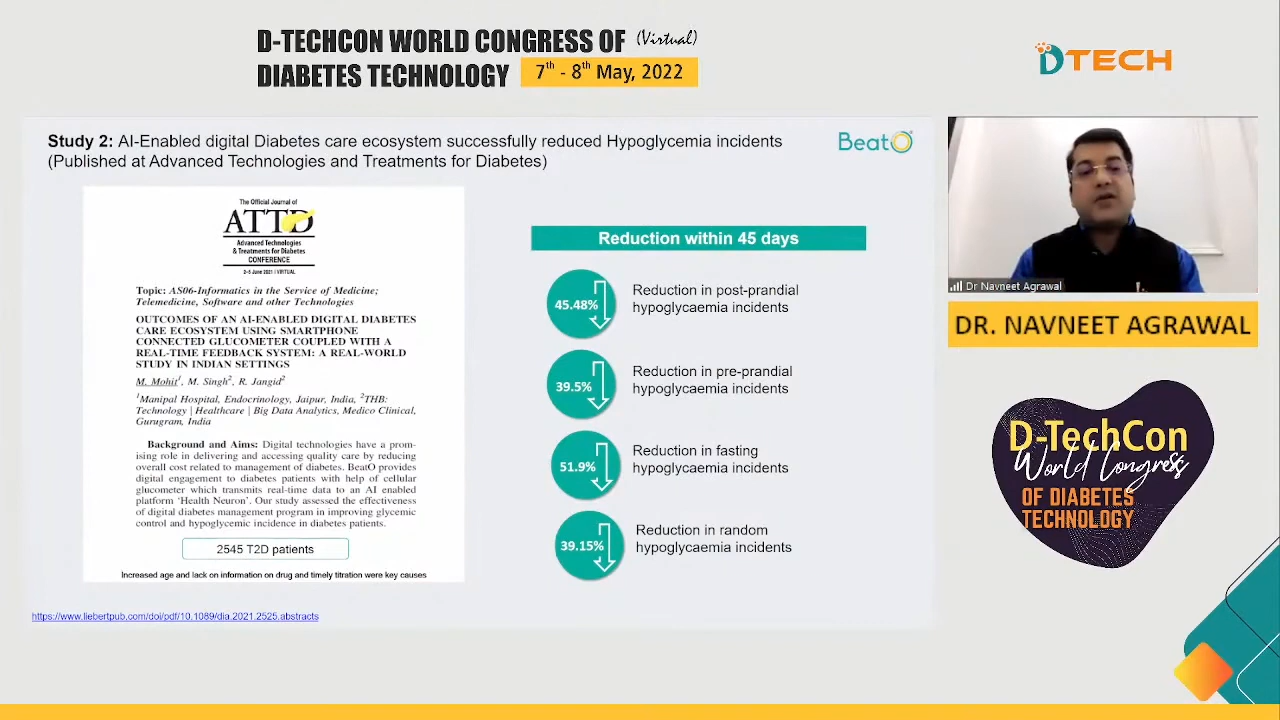 D-TECHCON WORLD CONGRESS OF (Virtual)
DIABETES TECHNOLOGY 7th - 8th May, 2022
DTECH
Study 2: AI-Enabled digital Diabetes care ecosystem successfully reduced Hypoglycemia incidents
(Published at Advanced Technologies and Treatments for Diabetes)
BeatO
The Official Journal of
ATTD
Advanced Technologies
& Treatments for Diabetes
CONFERENCE
2-5 June 2021 / VIRTUAL
Topic: AS06-Informatics in the Service of Medicine;
Telemedicine, Software and other Technologies
OUTCOMES OF AN AI-ENABLED DIGITAL DIABETES
CARE ECOSYSTEM USING SMARTPHONE
CONNECTED GLUCOMETER COUPLED WITH A
REAL-TIME FEEDBACK SYSTEM: A REAL-WORLD
STUDY IN INDIAN SETTINGS
M. Mohit1, M. Singh2, R. Jangid2
1Manipal Hospital, Endocrinology, Jaipur, India, 2THB:
Technology | Healthcare | Big Data Analytics, Medico Clinical,
Gurugram, India
Background and Aims: Digital technologies have a prom-
ising role in delivering and accessing quality care by reducing
overall cost related to management of diabetes. BeatO provides
digital engagement to diabetes patients with help of cellular
glucometer which transmits real-time data to an AI enabled
platform 'Health Neuron'. Our study assessed the effectiveness
of digital diabetes management program in improving glycemic
control and hypoglycemic incidence in diabetes patients.
2545 T2D patients
Increased age and lack on information on drug and timely titration were key causes
https://www.liebertpub.com/doi/pdf/10.1089/dia.2021.2525.abstracts
Reduction within 45 days
45.48%
Reduction in post-prandial
hypoglycaemia incidents
39.5%
Reduction in pre-prandial
hypoglycaemia incidents
51.9%
Reduction in fasting
hypoglycaemia incidents
39.15%
Reduction in random
hypoglycaemia incidents
Dr Navneet Agrawal
DR. NAVNEET AGRAWAL
D-TechCon
World Congress
OF DIABETES
TECHNOLOGY